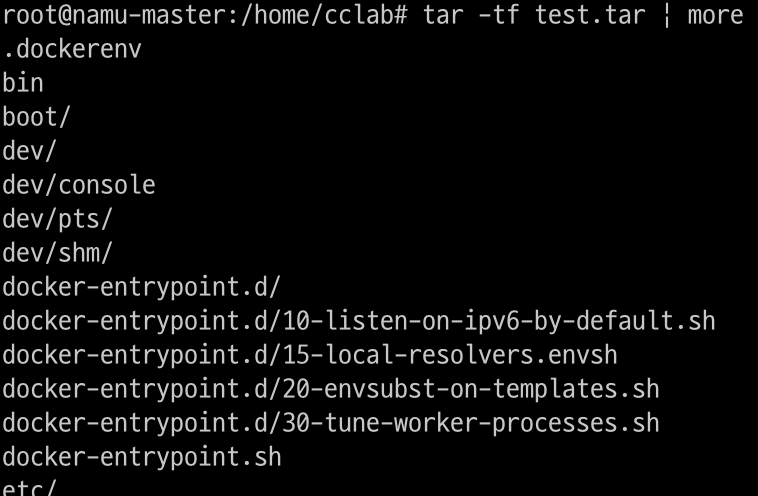 root@namu-master:/home/cclab# tar -tf test.tar | more
.dockerenv
bin
boot/
dev/
dev/console
dev/pts/
dev/shm/
docker-entrypoint.d/
docker-entrypoint.d/10-listen-on-ipv6-by-default.sh
docker-entrypoint.d/15-local-resolvers.envsh
docker-entrypoint.d/20-envsubst-on-templates.sh
docker-entrypoint.d/30-tune-worker-processes.sh
docker-entrypoint.sh
etc/